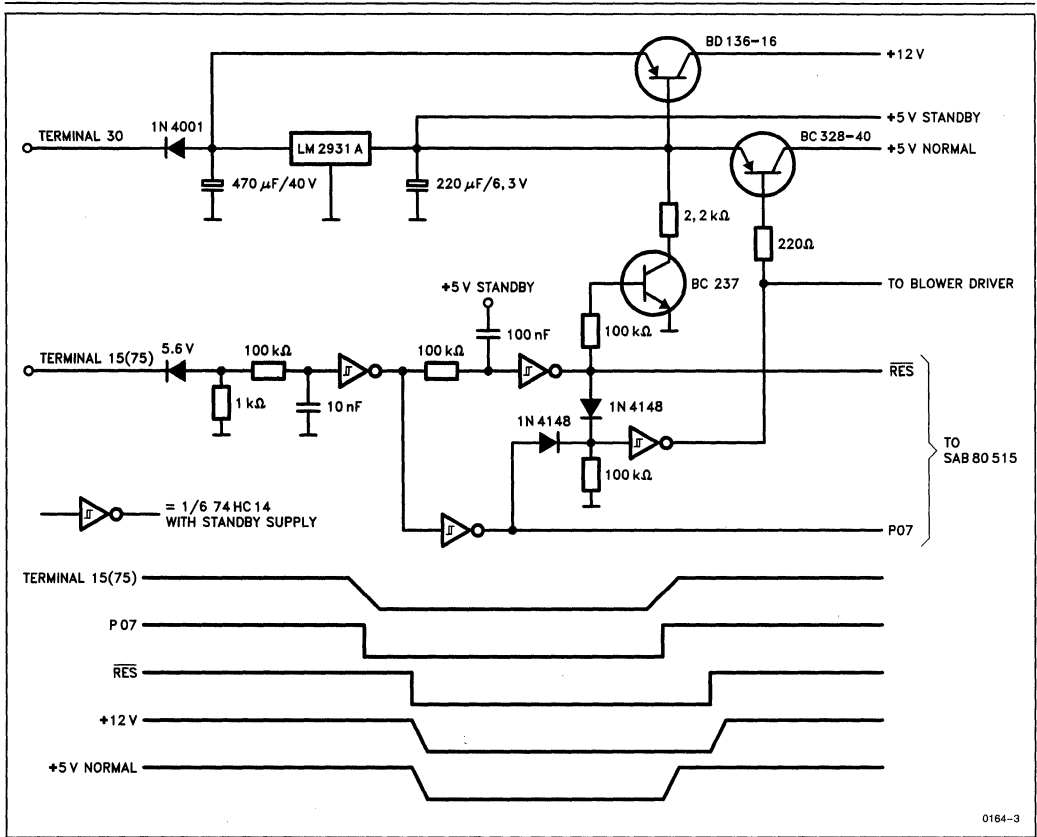 BD 136-16
+12 V
+5 V STANDBY
1N 4001
BC 328-40
TERMINAL 30
LM 2931 A
+5 V NORMAL
470 μF/40 V
220 μF/6,3 V
2,2 kΩ
220Ω
BC 237
TO BLOWER DRIVER
+5 V STANDBY
100 nF
100 kΩ
TERMINAL 15(75)
5.6 V
100 kΩ
100 kΩ
RES
1 kΩ
10 nF
1N 4148
1N 4148
100 kΩ
TO
SAB 80 515
= 1/6 74 HC 14
WITH STANDBY SUPPLY
P07
TERMINAL 15(75)
P 07
RES
+12 V
+5 V NORMAL
0164-3